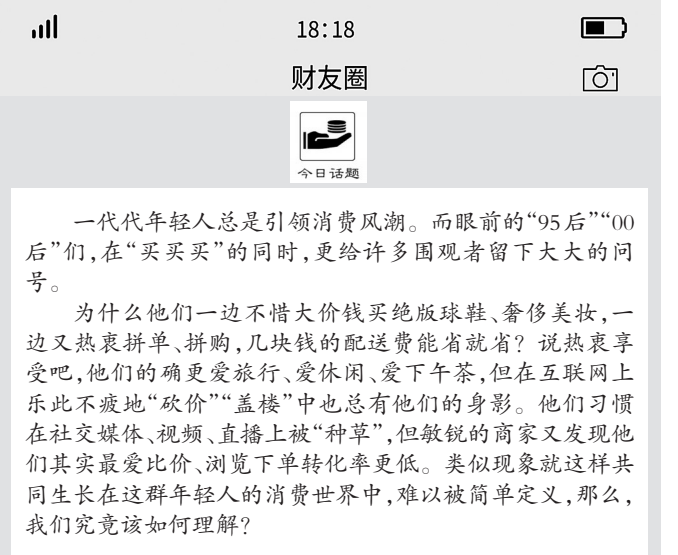 18:18
财友圈
今日话题
一代代年轻人总是引领消费风潮。而眼前的“95后”“00
后”们,在“买买买”的同时,更给许多围观者留下大大的问
号。
为什么他们一边不惜大价钱买绝版球鞋、奢侈美妆,一
边又热衷拼单、拼购,几块钱的配送费能省就省？说热衷享
受吧,他们的确更爱旅行、爱休闲、爱下午茶,但在互联网上
乐此不疲地“砍价”“盖楼”中也总有他们的身影。他们习惯
在社交媒体、视频、直播上被“种草”,但敏锐的商家又发现他
们其实最爱比价、浏览下单转化率更低。类似现象就这样共
同生长在这群年轻人的消费世界中,难以被简单定义,那么,
我们究竟该如何理解?